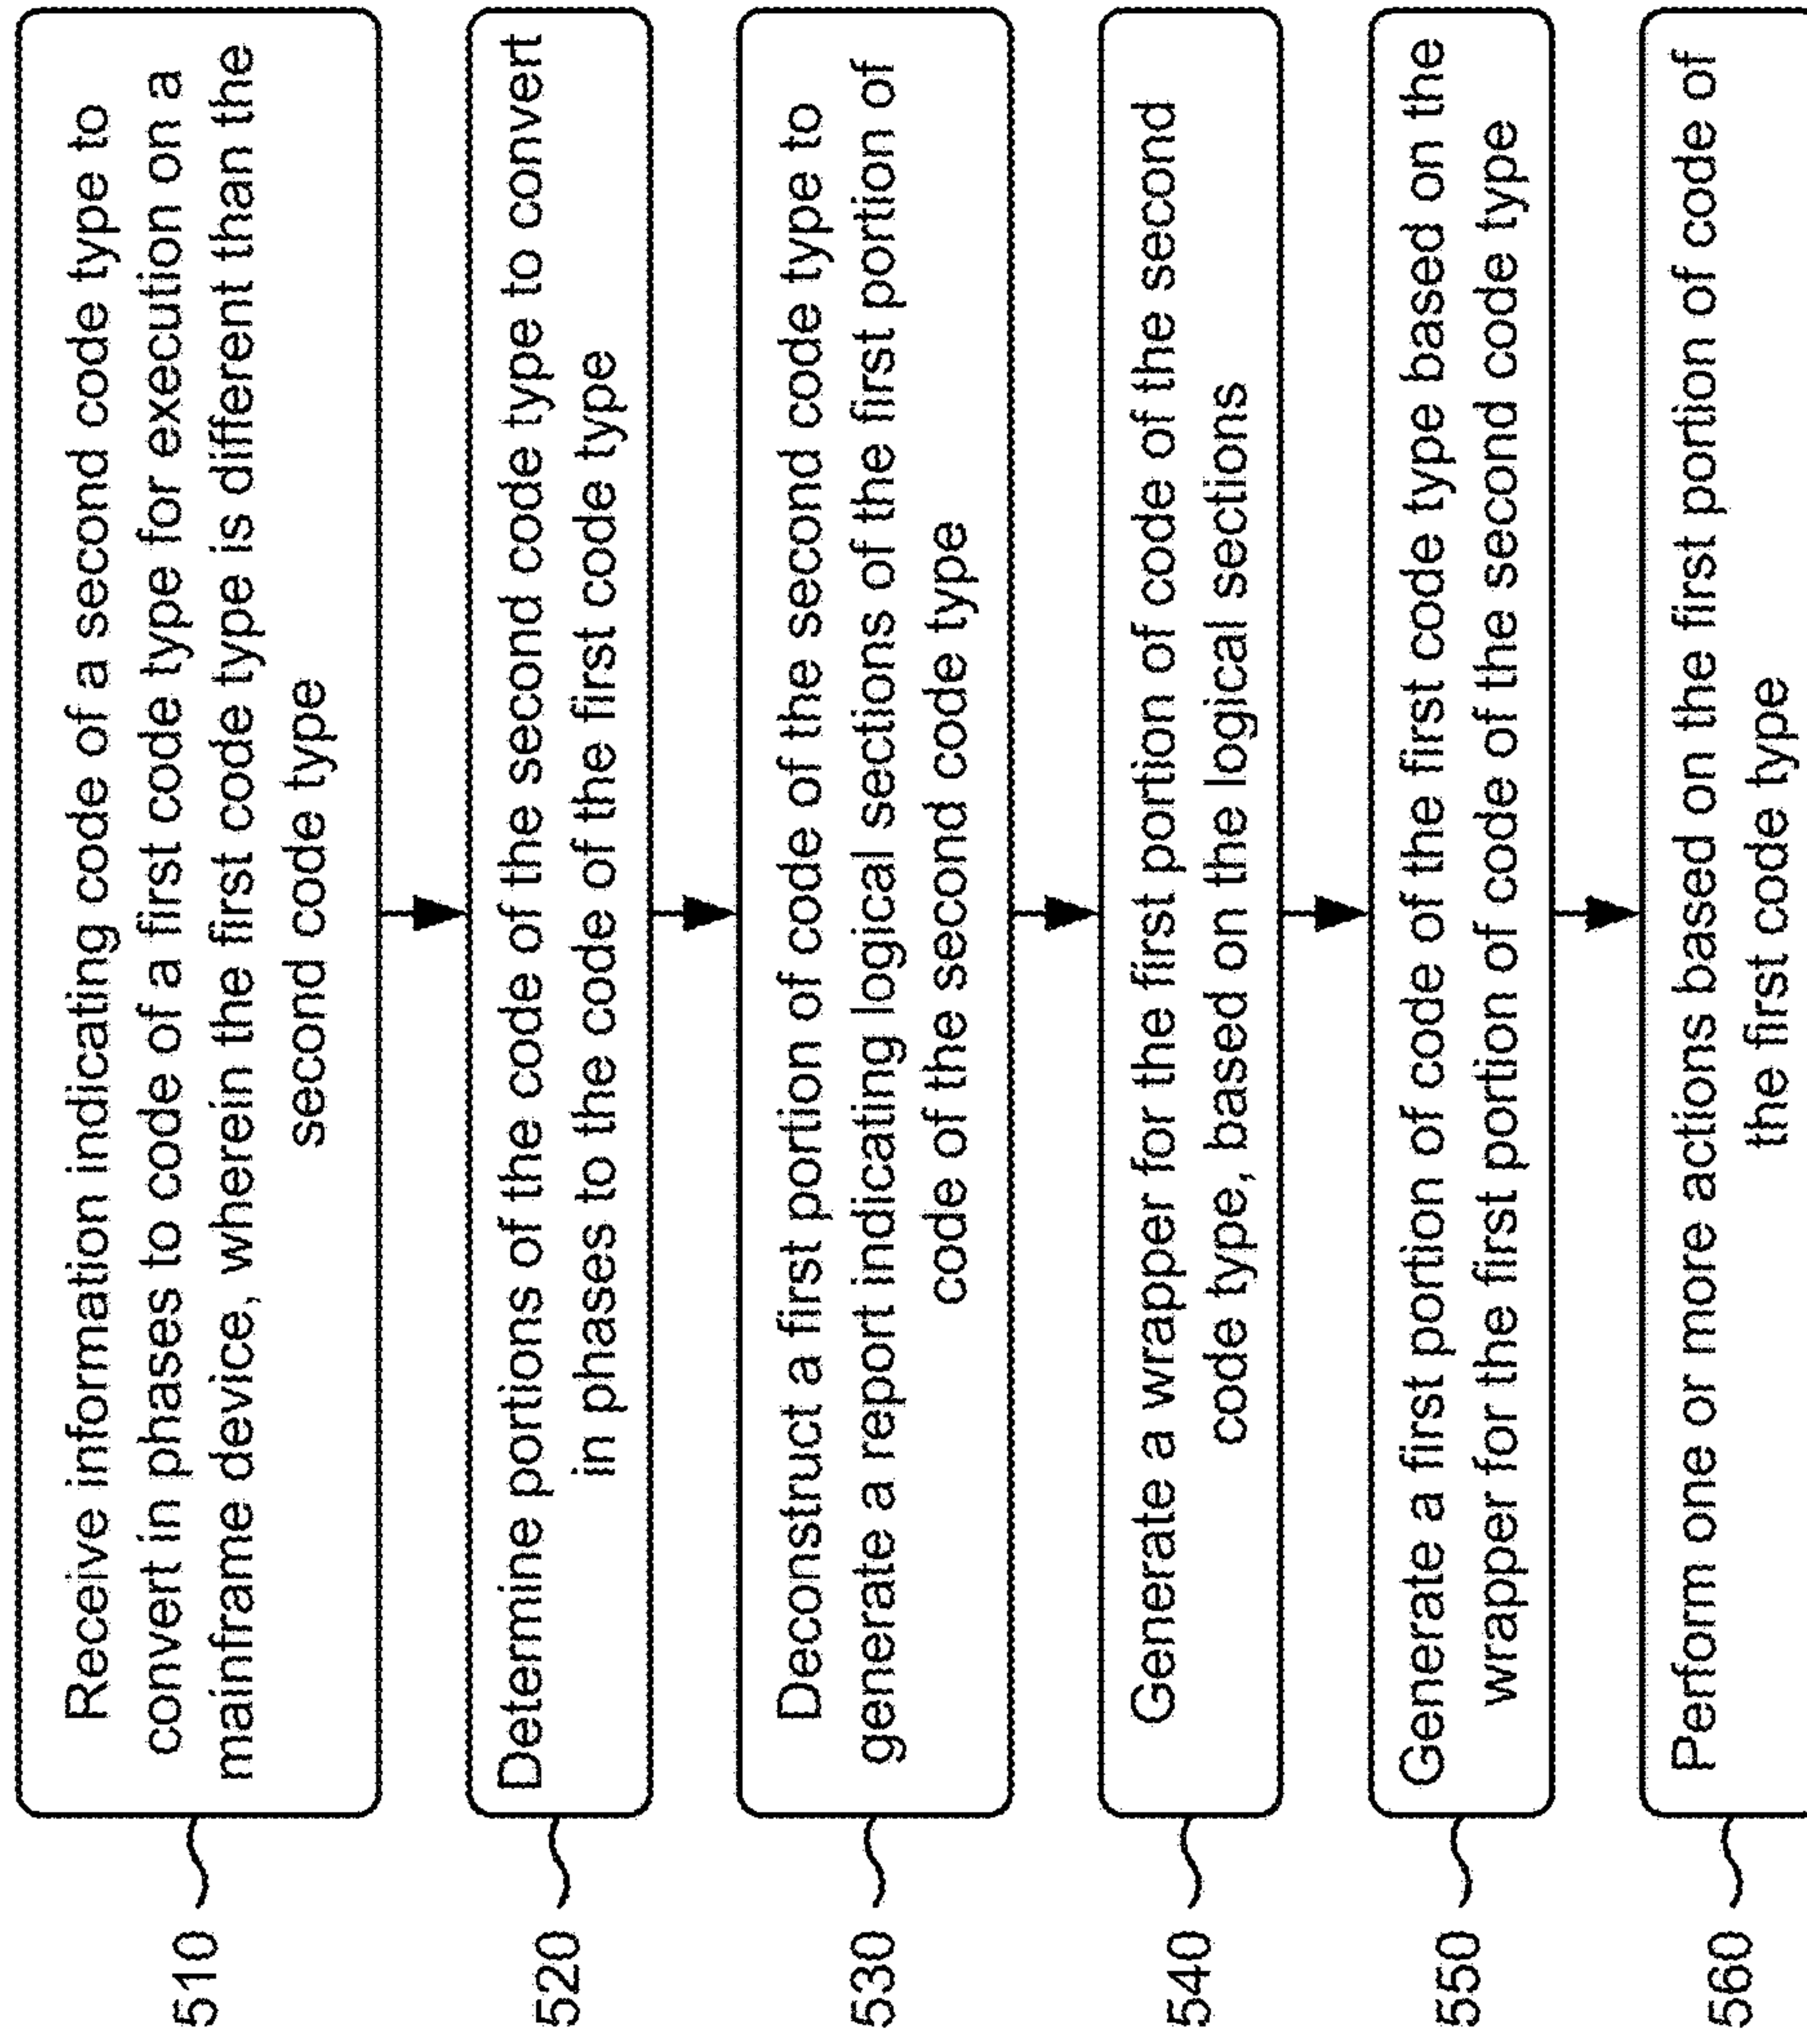 510
Receive information indicating code of a second code type to
convert in phases to code of a first code type for execution on a
mainframe device, wherein the first code type is different than the
second code type
520
Determine portions of the code of the second code type to convert
in phases to the code of the first code type
530
Deconstruct a first portion of code of the second code type to
generate a report indicating logical sections of the first portion of
code of the second code type
540
Generate a wrapper for the first portion of code of the second
code type, based on the logical sections
550
Generate a first portion of code of the first code type based on the
wrapper for the first portion of code of the second code type
560
Perform one or more actions based on the first portion of code of
the first code type